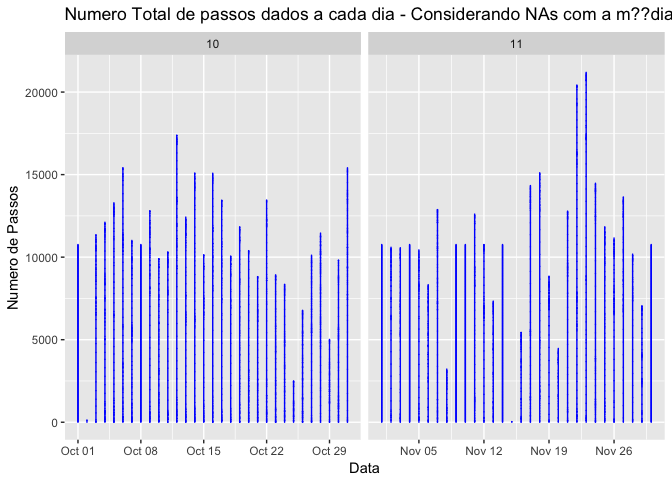 Numero Total de passos dados a cada dia - Considerando NAs com a m??dia
10
11
Numero de Passos
20000
15000
10000
5000
0
Oct 01
Oct 08
Oct 15
Oct 22
Oct 29
Nov 05
Nov 12
Nov 19
Nov 26
Data